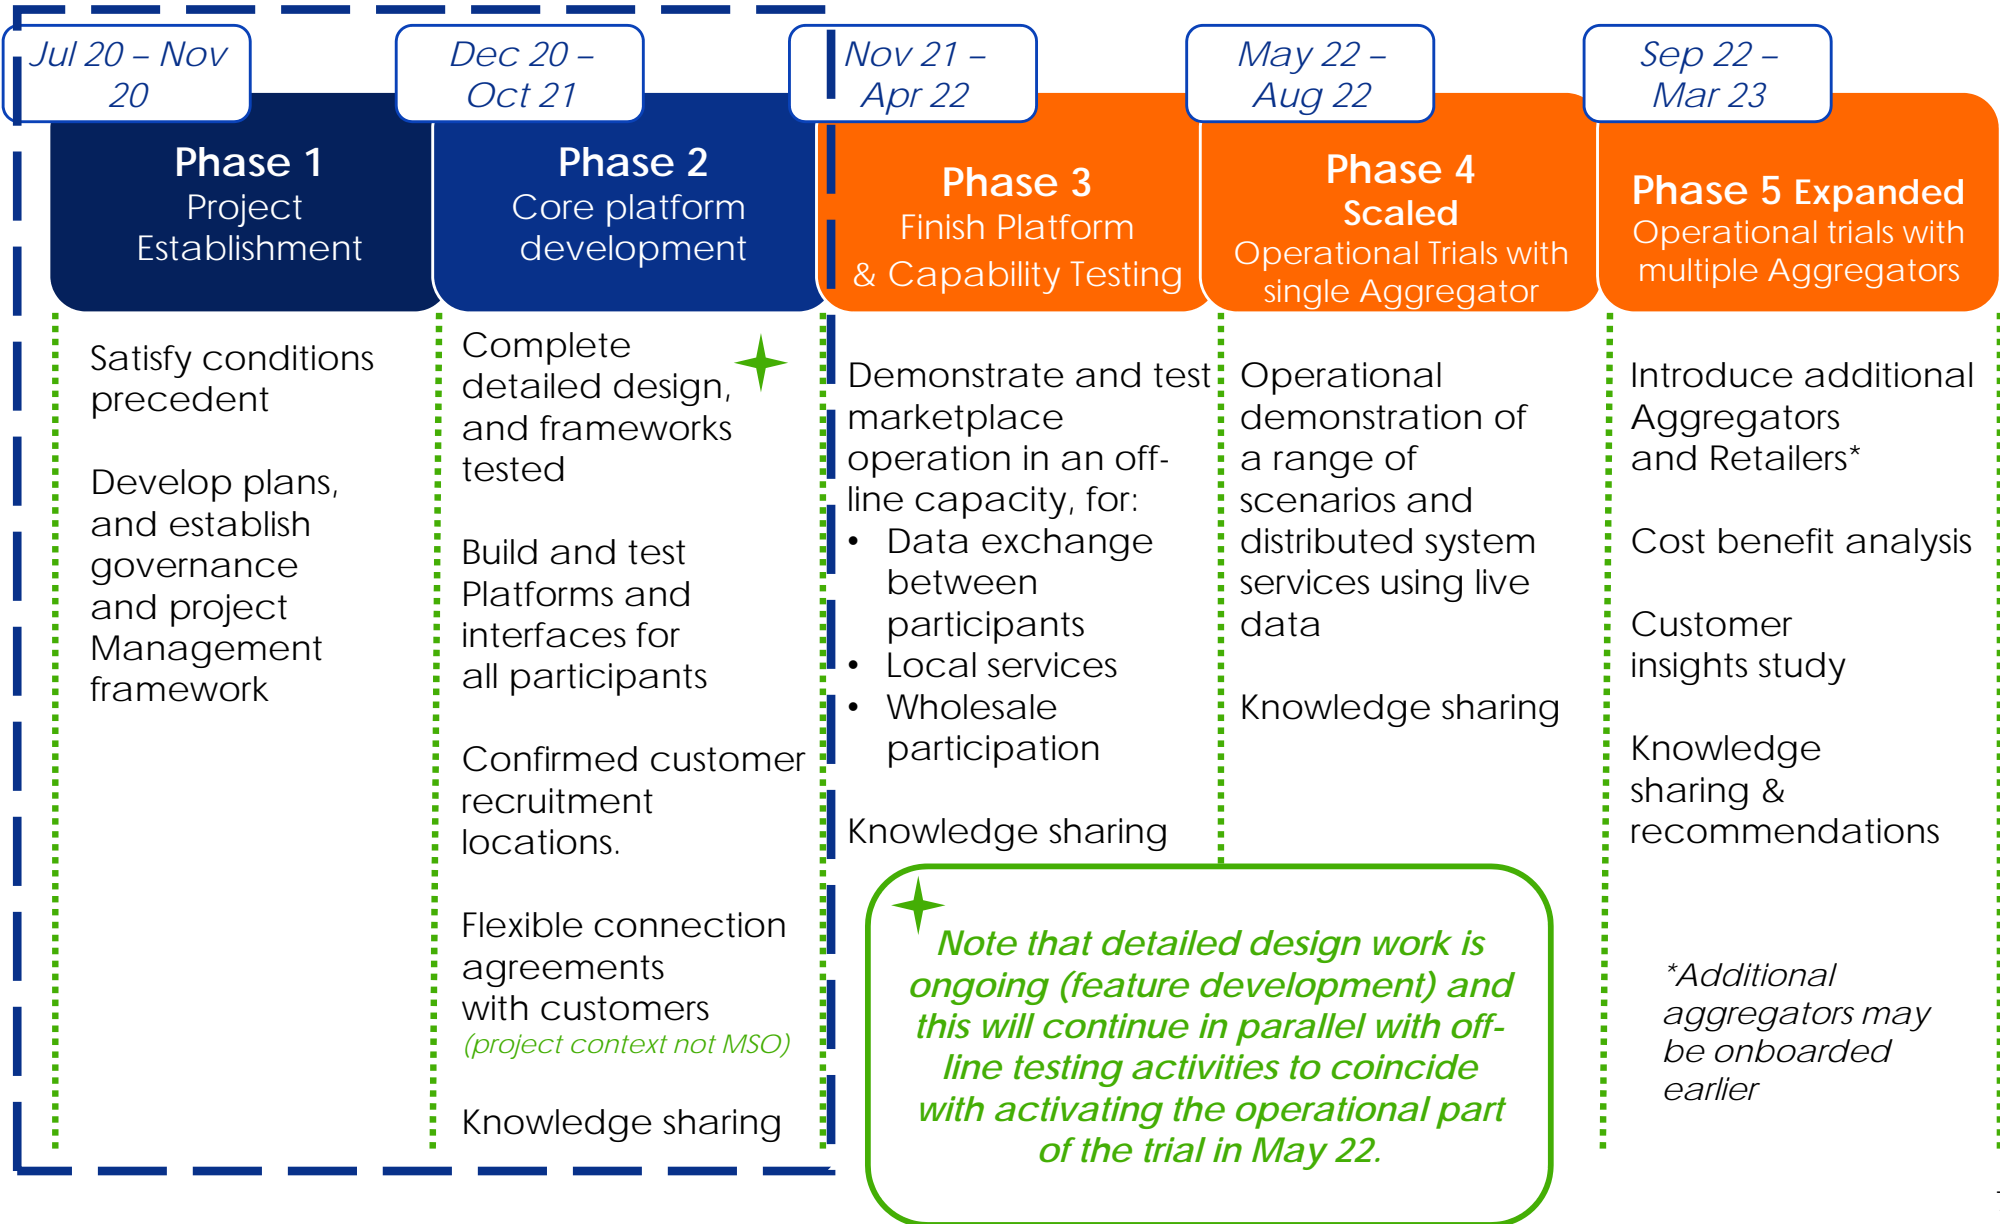 Jul 20 – Nov
20
Dec 20 –
Oct 21
Nov 21 –
Apr 22
May 22 –
Aug 22
Sep 22 –
Mar 23
Phase 1
Project
Establishment
Phase 2
Core platform
development
Phase 3
Finish Platform
& Capability Testing
Phase 4
Scaled
Operational Trials with
single Aggregator
Phase 5 Expanded
Operational trials with
multiple Aggregators
Satisfy conditions
precedent
Develop plans,
and establish
governance
and project
Management
framework
Complete
detailed design,
and frameworks
tested
Build and test
Platforms and
interfaces for
all participants
Confirmed customer
recruitment
locations.
Flexible connection
agreements
with customers
(project context not MSO)
Knowledge sharing
Demonstrate and test
marketplace
operation in an off-
line capacity, for:
• Data exchange
between
participants
• Local services
• Wholesale
participation
Knowledge sharing
Operational
demonstration of
a range of
scenarios and
distributed system
services using live
data
Knowledge sharing
Introduce additional
Aggregators
and Retailers*
Cost benefit analysis
Customer
insights study
Knowledge
sharing &
recommendations
*Additional
aggregators may
be onboarded
earlier
Note that detailed design work is
ongoing (feature development) and
this will continue in parallel with off-
line testing activities to coincide
with activating the operational part
of the trial in May 22.